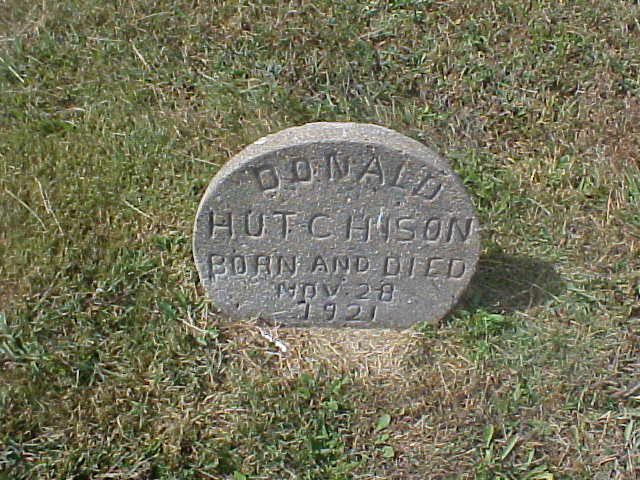 DONALD
HUTCHISON
BORN AND DIED
NOV 28
1921